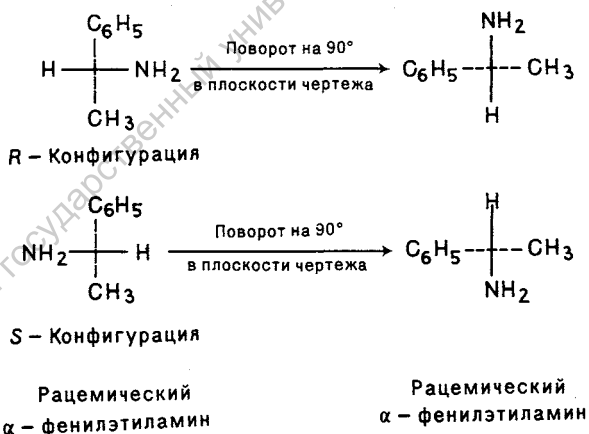 C₆H₅
H NH₂
CH₃
R – Конфигурация
Поворот на 90°
в плоскости чертежа
NH₂
C₆H₅ CH₃
H
C₆H₅
NH₂ H
CH₃
S – Конфигурация
Поворот на 90°
в плоскости чертежа
H
C₆H₅ CH₃
NH₂
Рацемический
α – фенилэтиламин
Рацемический
α – фенилэтиламин
государственный